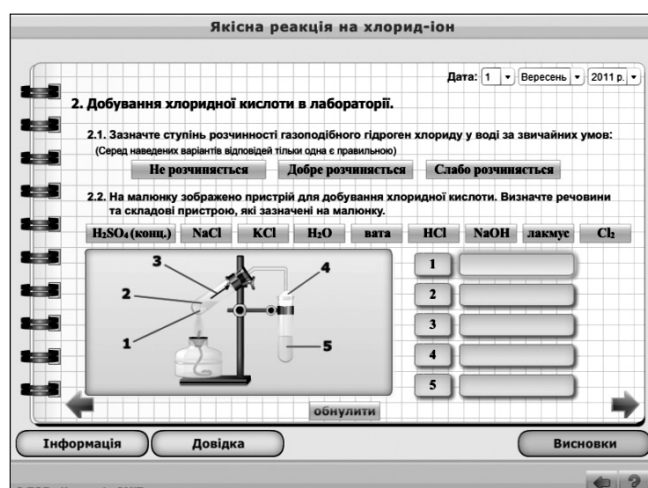 Якісна реакція на хлорид-іон
Дата: 1 Вересень 2011 р.
2. Добування хлоридної кислоти в лабораторії.
2.1. Зазначте ступінь розчинності газоподібного гідроген хлориду у воді за звичайних умов:
(Серед наведених варіантів відповідей тільки одна є правильною)
Не розчиняється Добре розчиняється Слабо розчиняється
2.2. На малюнку зображено пристрій для добування хлоридної кислоти. Визначте речовини
та складові пристрою, які зазначені на малюнку.
H₂SO₄ (конц.) NaCl KCl H₂O вата HCl NaOH лакмус Cl₂
3
4
2
1
5
1
2
3
4
5
обнулити
Інформація Довідка Висновки
?